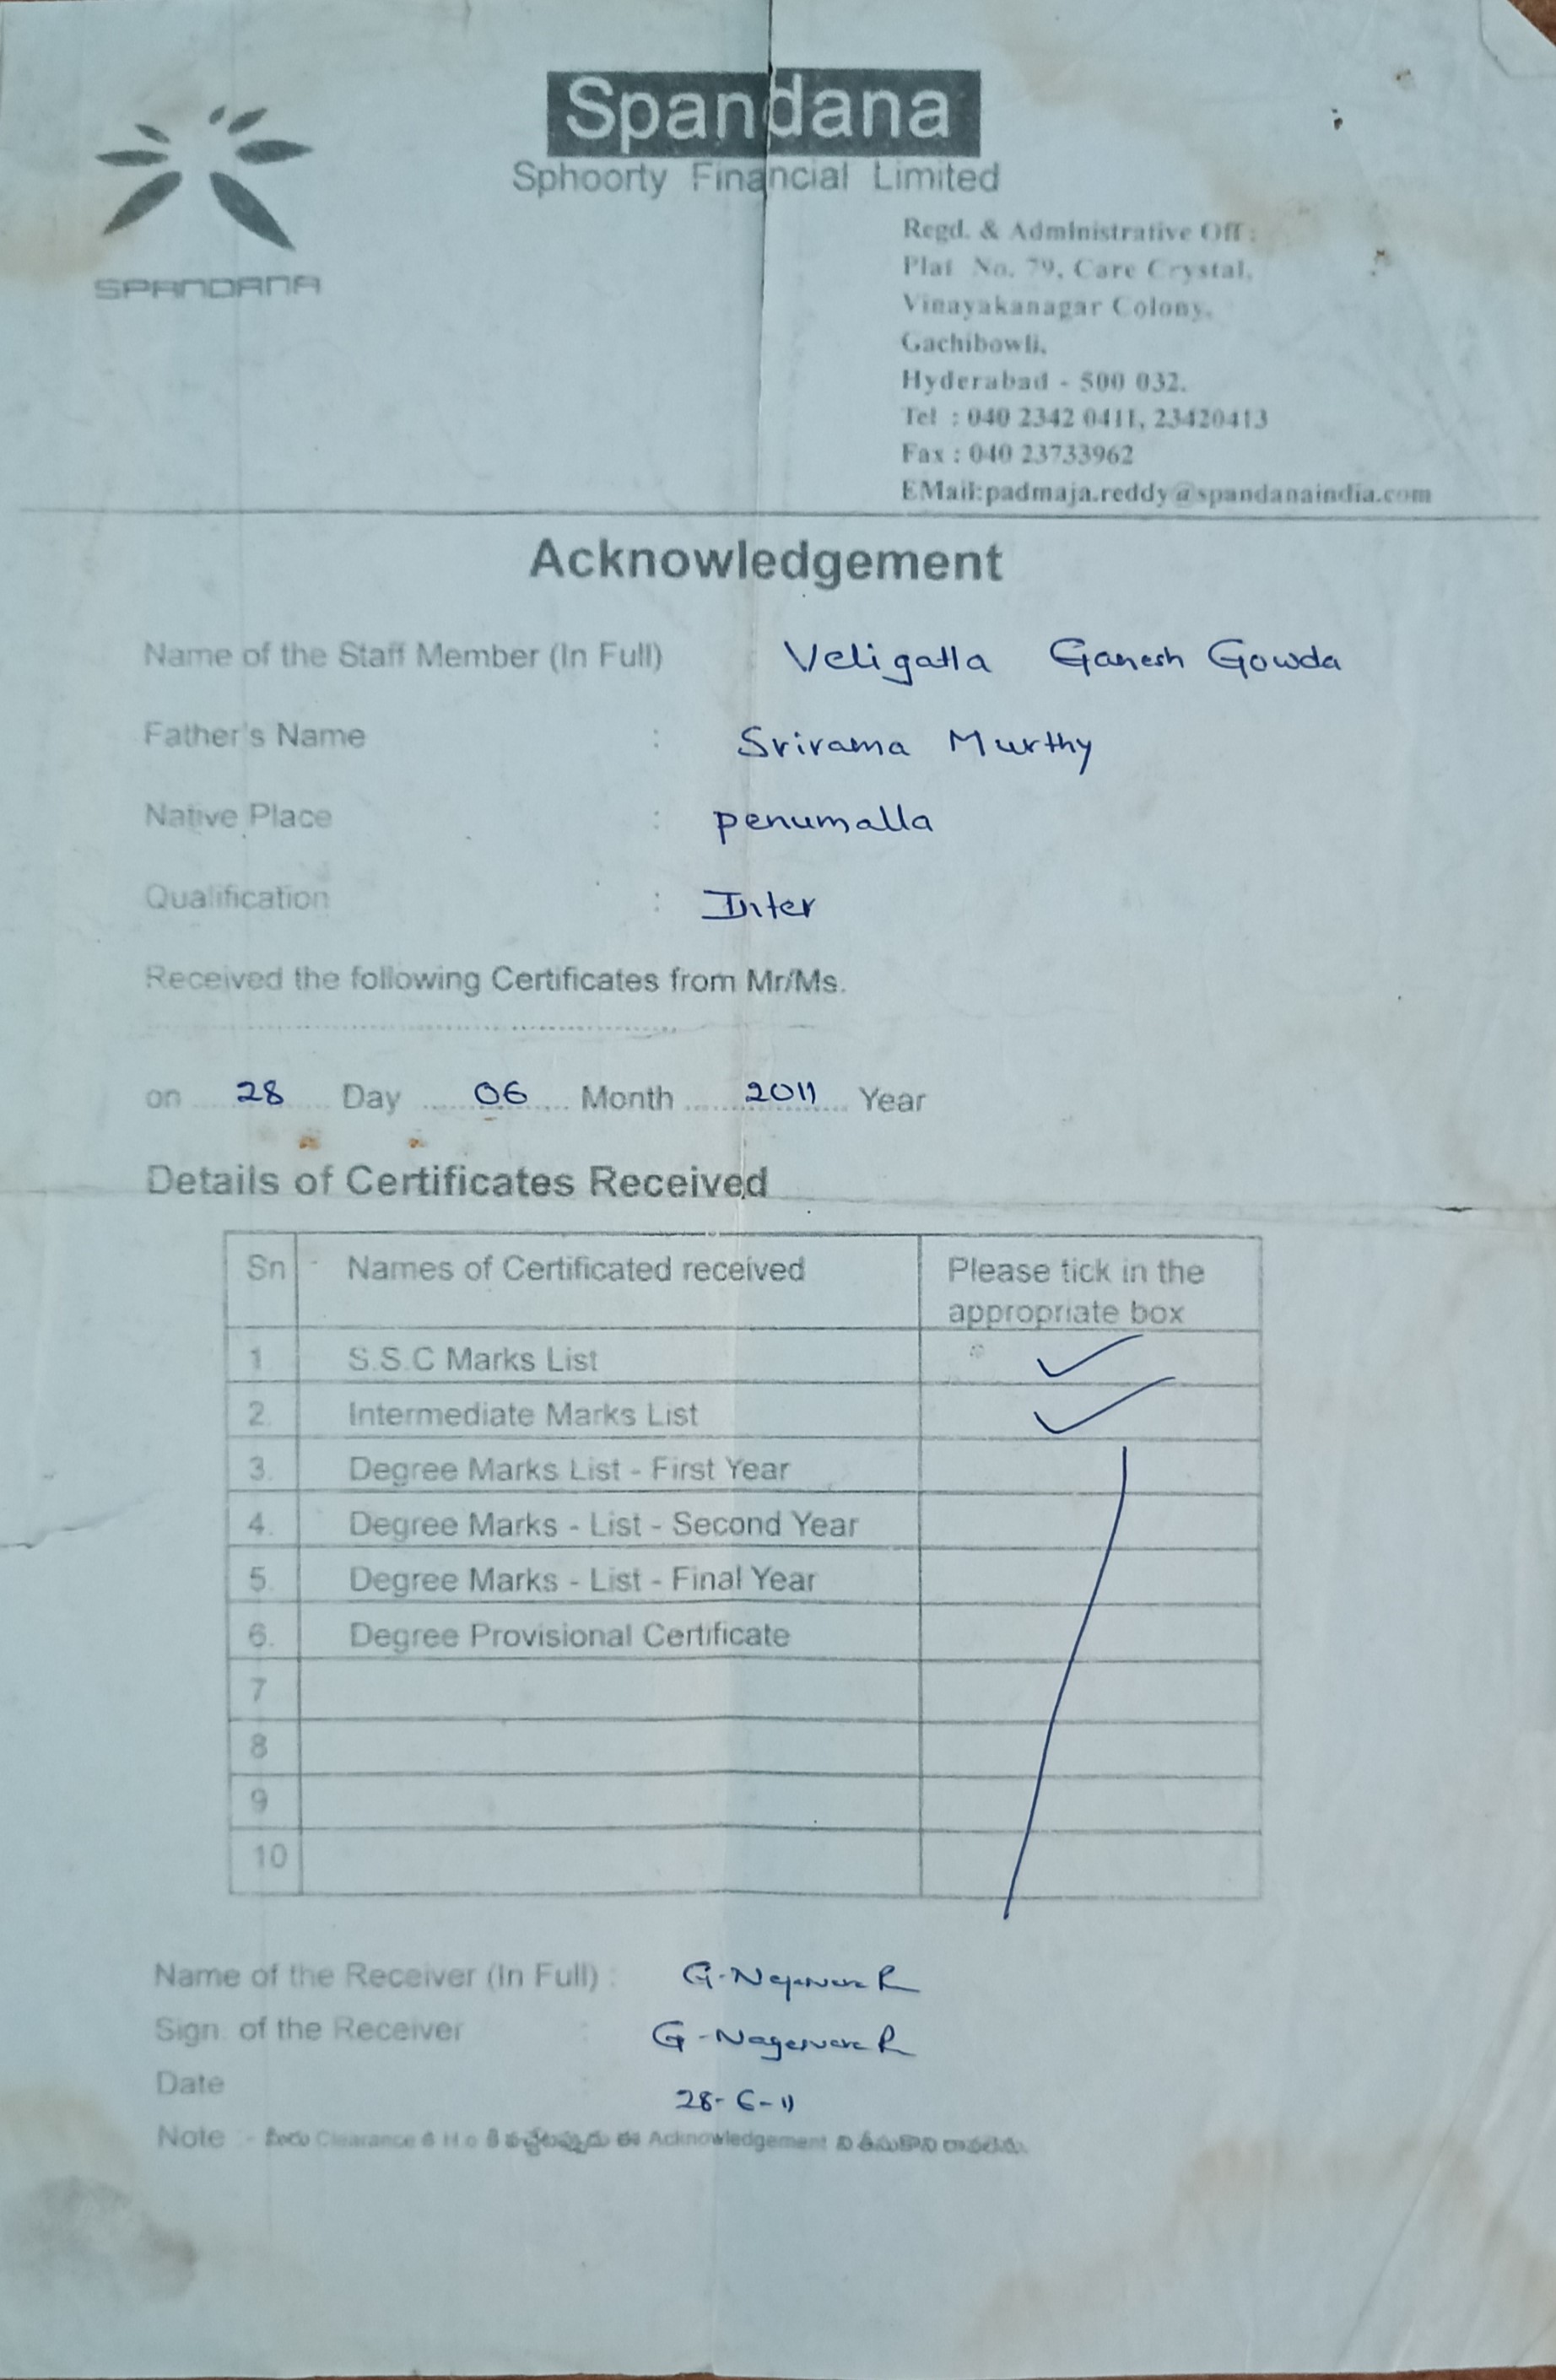 Spandana
Sphoorty Financial Limited
SPANDANA
Regd. & Administrative Off :
Plat No. 79, Care Crystal,
Vinayakanagar Colony,
Gachibowli,
Hyderabad - 500 032.
Tel : 040 2342 0411, 23420413
Fax : 040 23733962
EMail:padmaja.reddy@spandanaindia.com
Acknowledgement
Name of the Staff Member (In Full) Veligatla Ganesh Gowda
Father's Name : Srirama Murthy
Native Place : penumalla
Qualification : Inter
Received the following Certificates from Mr/Ms.
on 28 Day 06 Month 2011 Year
Details of Certificates Received
Sn Names of Certificated received Please tick in the
appropriate box
1 S.S.C Marks List ✓
2. Intermediate Marks List ✓
3. Degree Marks List - First Year
4. Degree Marks - List - Second Year
5. Degree Marks - List - Final Year
6. Degree Provisional Certificate
7
8
9
10
Name of the Receiver (In Full) : G. R
Sign. of the Receiver : G-Nageswara R
Date : 28-6-11
Note :- మీరు Clearance కి H.o కి వచ్చేటప్పుడు ఈ Acknowledgement ని తీసుకొని రావలెను.